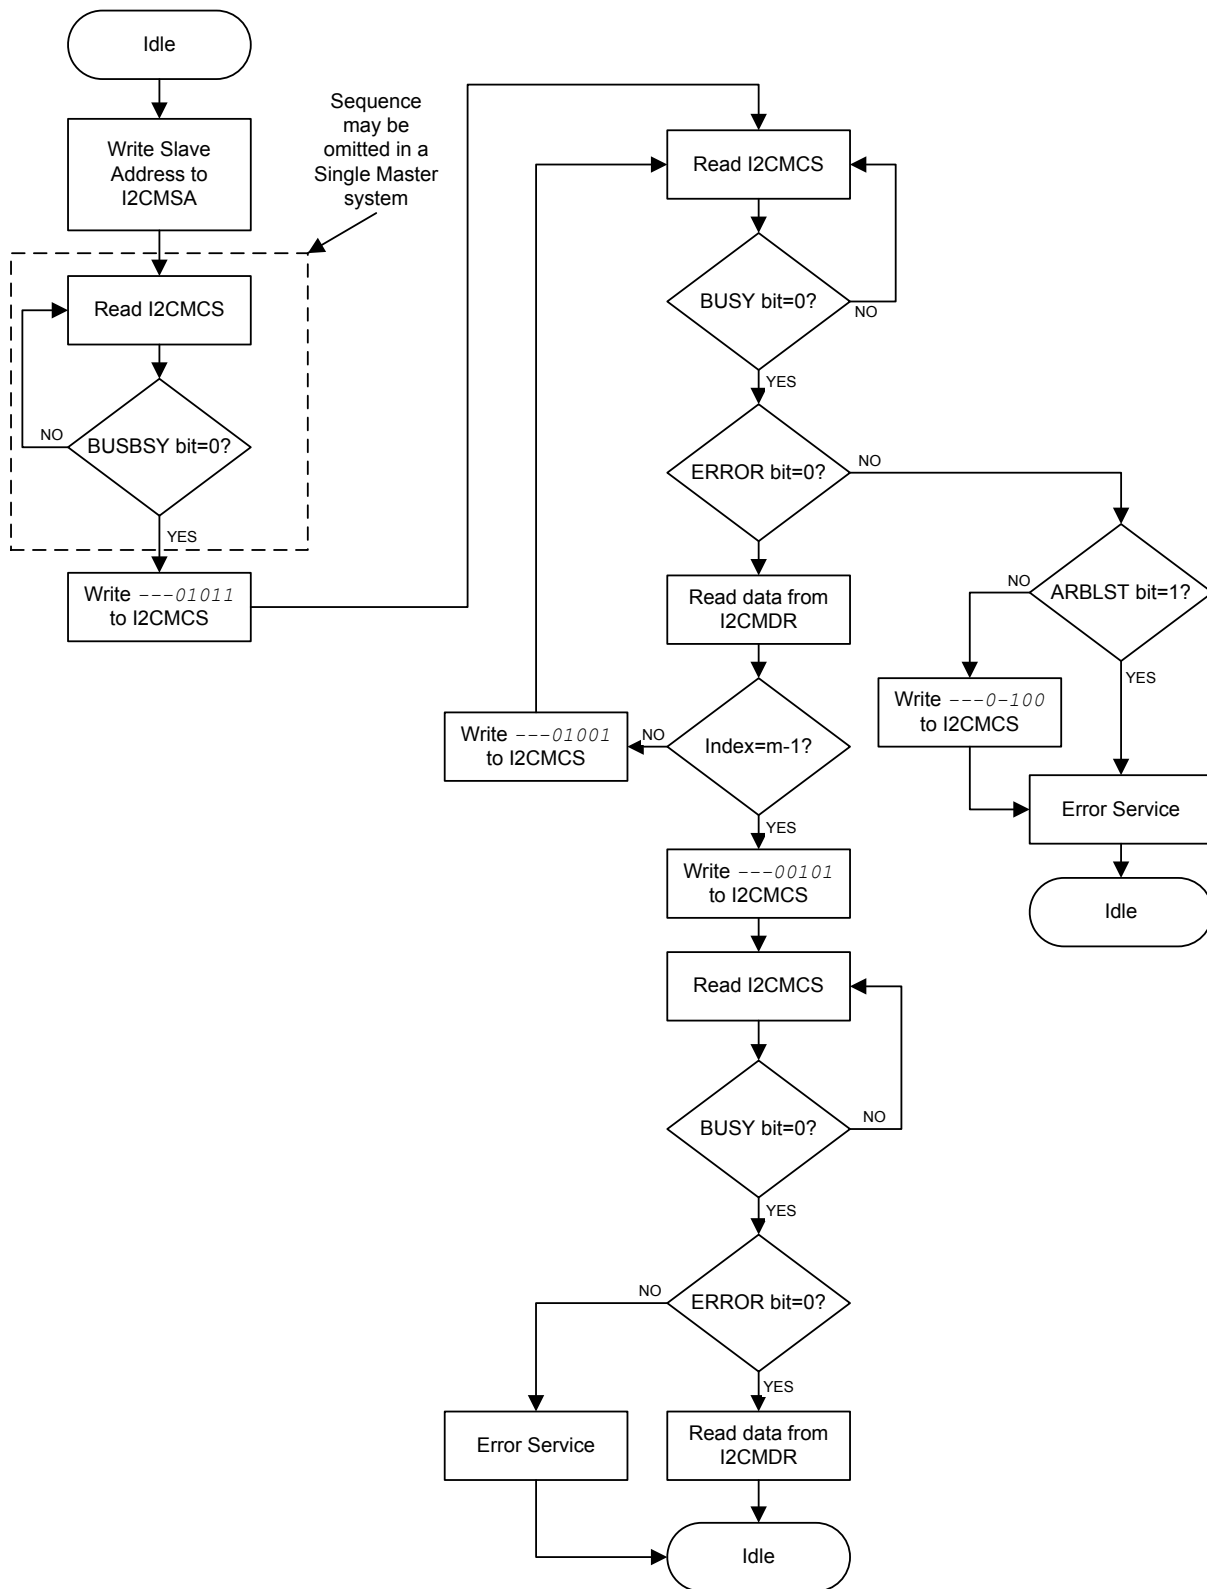 Idle
Write Slave
Address to
I2CMSA
Sequence
may be
omitted in a
Single Master
system
Read I2CMCS
BUSBSY bit=0?
NO
YES
Write ---01011
to I2CMCS
Read I2CMCS
BUSY bit=0?
NO
YES
ERROR bit=0?
NO
Read data from
I2CMDR
ARBLST bit=1?
NO
YES
Write ---0-100
to I2CMCS
Error Service
Idle
Index=m-1?
NO
Write ---01001
to I2CMCS
YES
Write ---00101
to I2CMCS
Read I2CMCS
BUSY bit=0?
NO
YES
ERROR bit=0?
NO
YES
Error Service
Read data from
I2CMDR
Idle